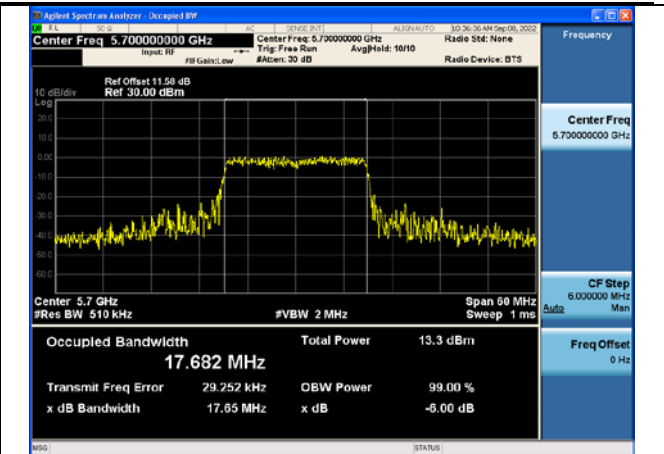 Agilent Spectrum Analyzer - Occupied BW
RL 50 Ω AC SENSE:INT ALIGNAUTO 10:36:36 AM Sep 08, 2022
Center Freq 5.700000000 GHz
Center Freq: 5.700000000 GHz
Radio Std: None
Input: RF
Trig: Free Run
Avg|Hold: 10/10
#IFGain:Low
#Atten: 30 dB
Radio Device: BTS
Ref Offset 11.58 dB
10 dB/div
Ref 30.00 dBm
Log
20.0
10.0
0.00
-10.0
-20.0
-30.0
-40.0
-50.0
-60.0
Center 5.7 GHz
Span 60 MHz
#Res BW 510 kHz
#VBW 2 MHz
Sweep 1 ms
Occupied Bandwidth
Total Power 13.3 dBm
17.682 MHz
Transmit Freq Error 29.252 kHz
OBW Power 99.00 %
x dB Bandwidth 17.65 MHz
x dB -6.00 dB
MSG
STATUS
Frequency
Center Freq
5.700000000 GHz
CF Step
6.000000 MHz
Auto Man
Freq Offset
0 Hz